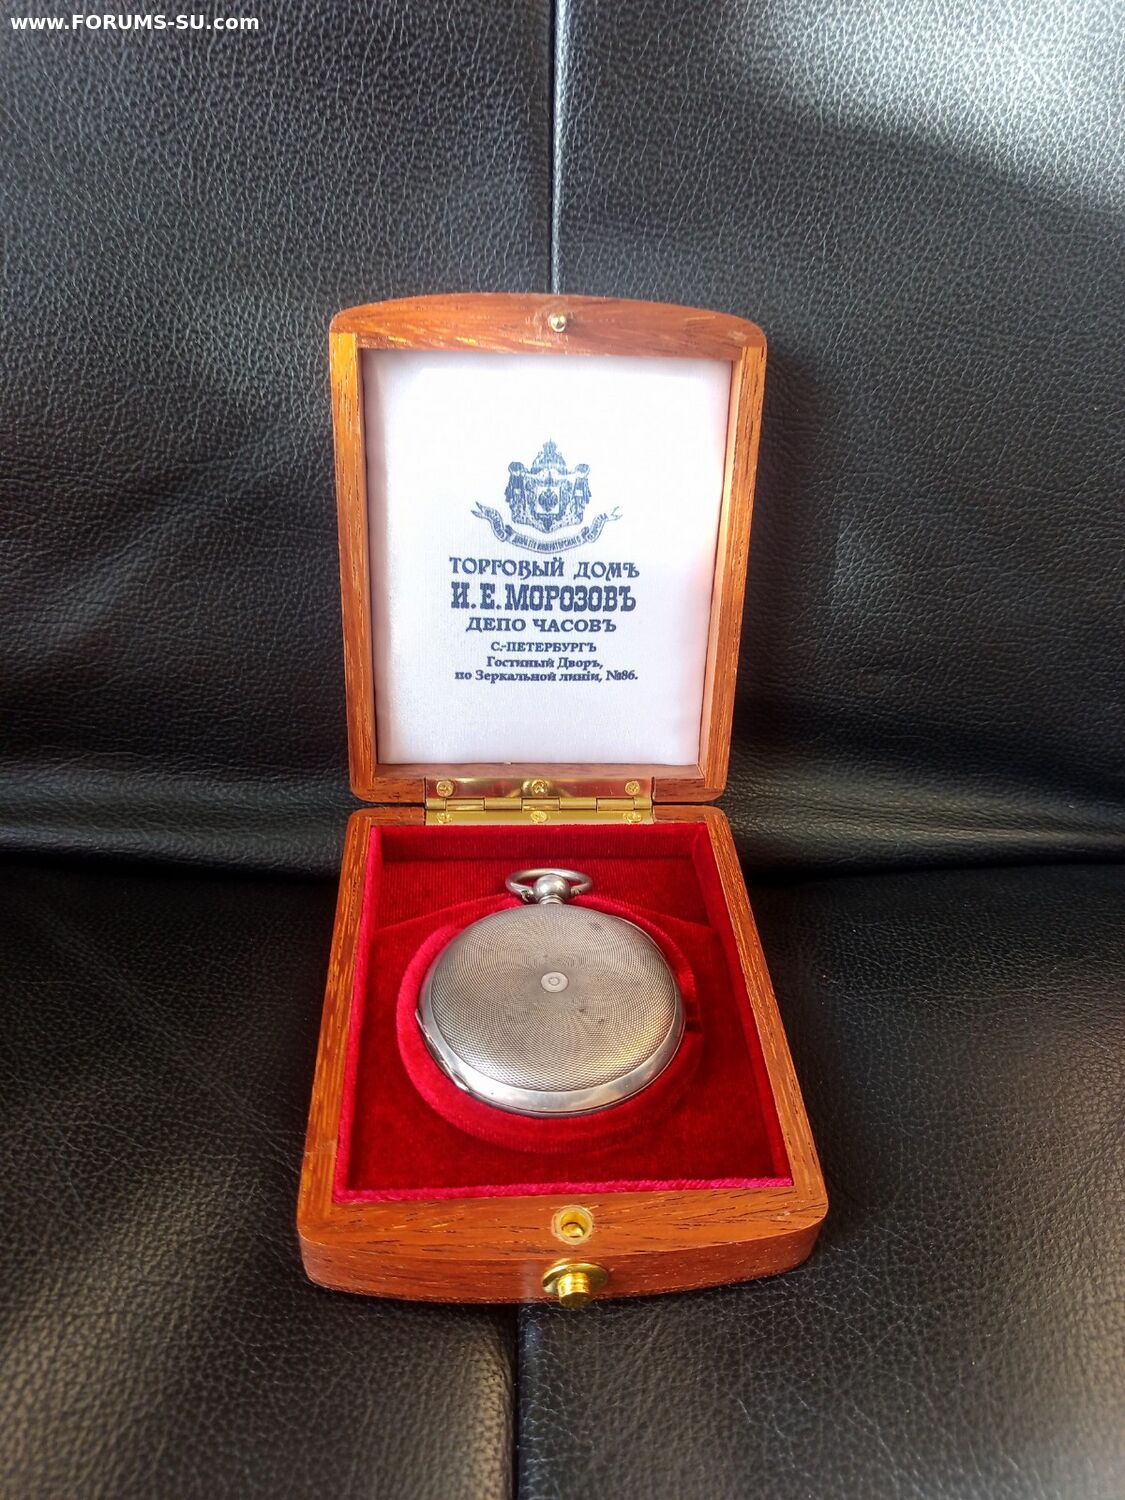 www.FORUMS-SU.com
ТОРГОВЫЙ ДОМЪ
И. Е. МОРОЗОВЪ
ДЕПО ЧАСОВЪ
С.-ПЕТЕРБУРГЪ
Гостиный Дворъ,
по Зеркальной линіи, №86.